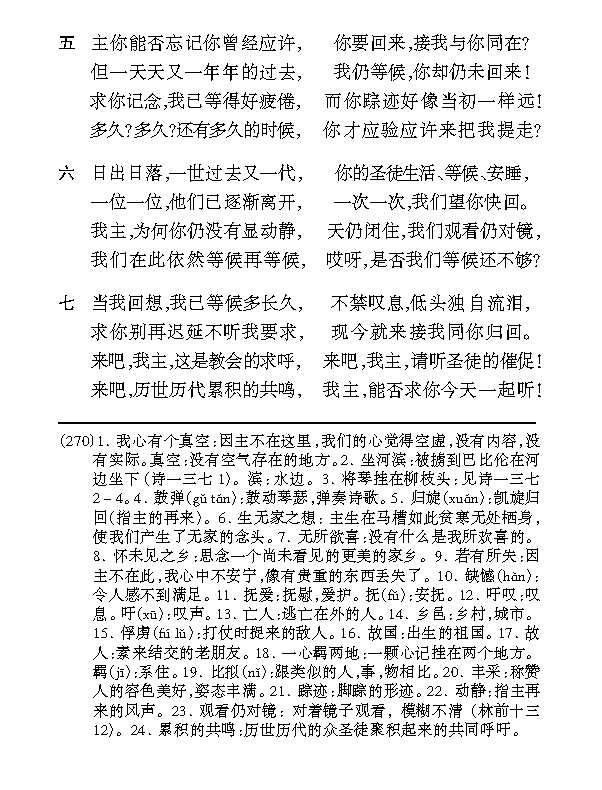 五 主你能否忘记你曾经应许, 你要回来,接我与你同在?
但一天天又一年年的过去, 我仍等候,你却仍未回来!
求你记念,我已等得好疲倦, 而你踪迹好像当初一样远!
多久?多久?还有多久的时候, 你才应验应许来把我提走?
六 日出日落,一世过去又一代, 你的圣徒生活、等候、安睡,
一位一位,他们已逐渐离开, 一次一次,我们望你快回。
我主,为何你仍没有显动静, 天仍闭住,我们观看仍对镜,
我们在此依然等候再等候, 哎呀,是否我们等候还不够?
七 当我回想,我已等候多长久, 不禁叹息,低头独自流泪,
求你别再迟延不听我要求, 现今就来接我同你归回。
来吧,我主,这是教会的求呼, 来吧,我主,请听圣徒的催促!
来吧,历世历代累积的共鸣, 我主,能否求你今天一起听!
(270)1. 我心有个真空:因主不在这里,我们的心觉得空虚,没有内容,没
有实际。真空:没有空气存在的地方。2. 坐河滨:被掳到巴比伦在河
边坐下(诗一三七 1)。滨:水边。3. 将琴挂在柳枝头:见诗一三七
2-4。4. 鼓弹(gǔ tán):鼓动琴瑟,弹奏诗歌。5. 归旋(xuán):凯旋归
回(指主的再来)。6. 生无家之想:主生在马槽如此贫寒无处栖身,
使我们产生了无家的念头。7. 无所欲喜:没有什么是我所欢喜的。
8. 怀未见之乡:思念一个尚未看见的更美的家乡。9. 若有所失:因
主不在此,我心中不安宁,像有贵重的东西丢失了。10. 缺憾(hàn):
令人感不到满足。11. 抚爱:抚慰,爱护。抚(fǔ):安抚。12. 吁叹:叹
息。吁(xū):叹声。13. 亡人:逃亡在外的人。14. 乡邑:乡村,城市。
15. 俘虏(fú lǔ):打仗时捉来的敌人。16. 故国:出生的祖国。17. 故
人:素来结交的老朋友。18. 一心羁两地:一颗心记挂在两个地方。
羁(jī):系住。19. 比拟(nǐ):跟类似的人,事,物相比。20. 丰采:称赞
人的容色美好,姿态丰满。21. 踪迹:脚踪的形迹。22. 动静:指主再
来的风声。23. 观看仍对镜:对着镜子观看,模糊不清(林前十三
12)。24. 累积的共鸣:历世历代的众圣徒聚积起来的共同呼吁。